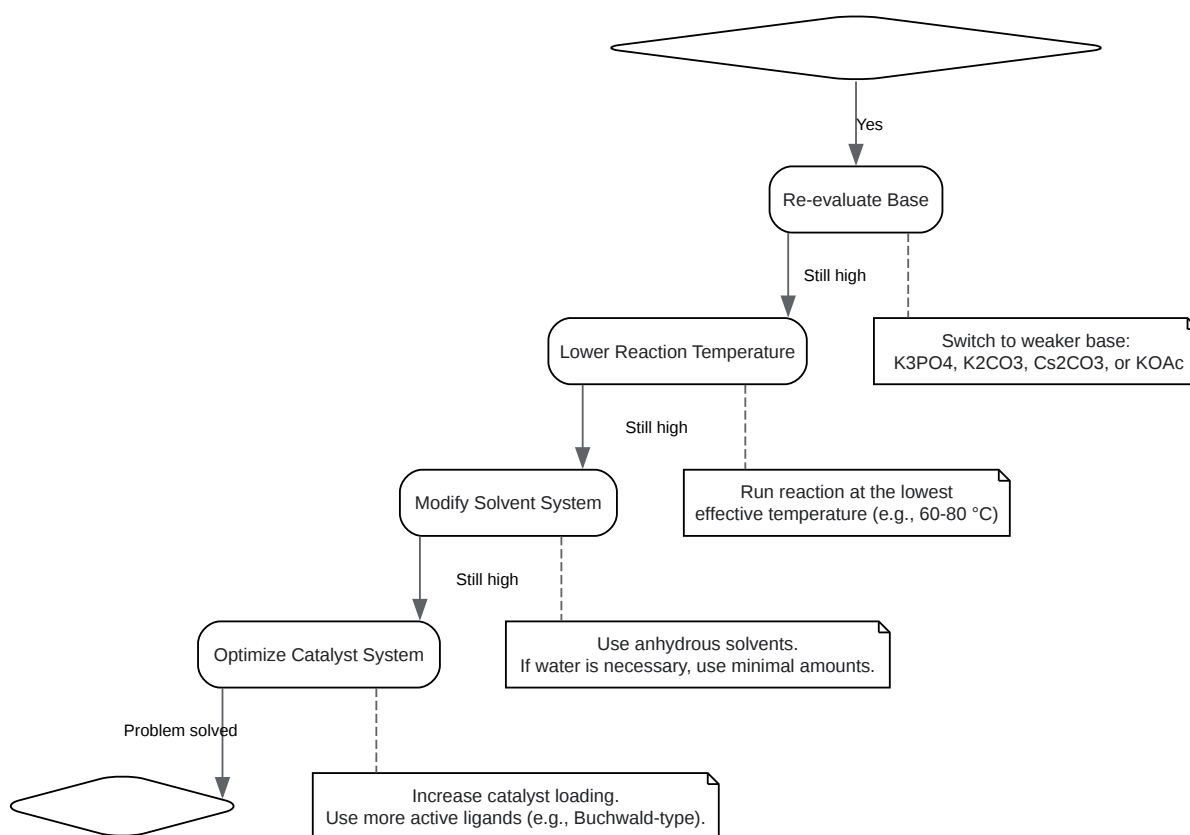 Yes
Re-evaluate Base
Still high
Switch to weaker base:
K3PO4, K2CO3, Cs2CO3, or KOAc
Lower Reaction Temperature
Still high
Run reaction at the lowest
effective temperature (e.g., 60-80 °C)
Modify Solvent System
Still high
Use anhydrous solvents.
If water is necessary, use minimal amounts.
Optimize Catalyst System
Problem solved
Increase catalyst loading.
Use more active ligands (e.g., Buchwald-type).